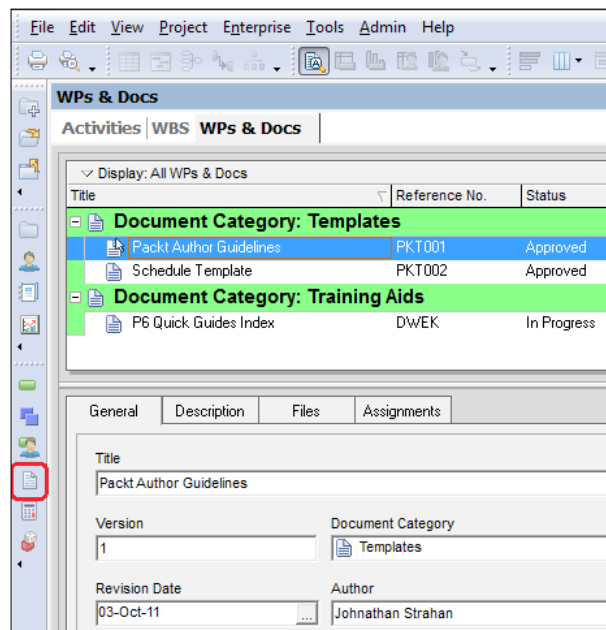 File Edit View Project Enterprise Tools Admin Help
WPs & Docs
Activities WBS WPs & Docs
Display: All WPs & Docs
Title Reference No. Status
Document Category: Templates
Packt Author Guidelines PKT001 Approved
Schedule Template PKT002 Approved
Document Category: Training Aids
P6 Quick Guides Index DWEK In Progress
General Description Files Assignments
Title
Packt Author Guidelines
Version Document Category
1 Templates
Revision Date Author
03-Oct-11 ... Johnathan Strahan